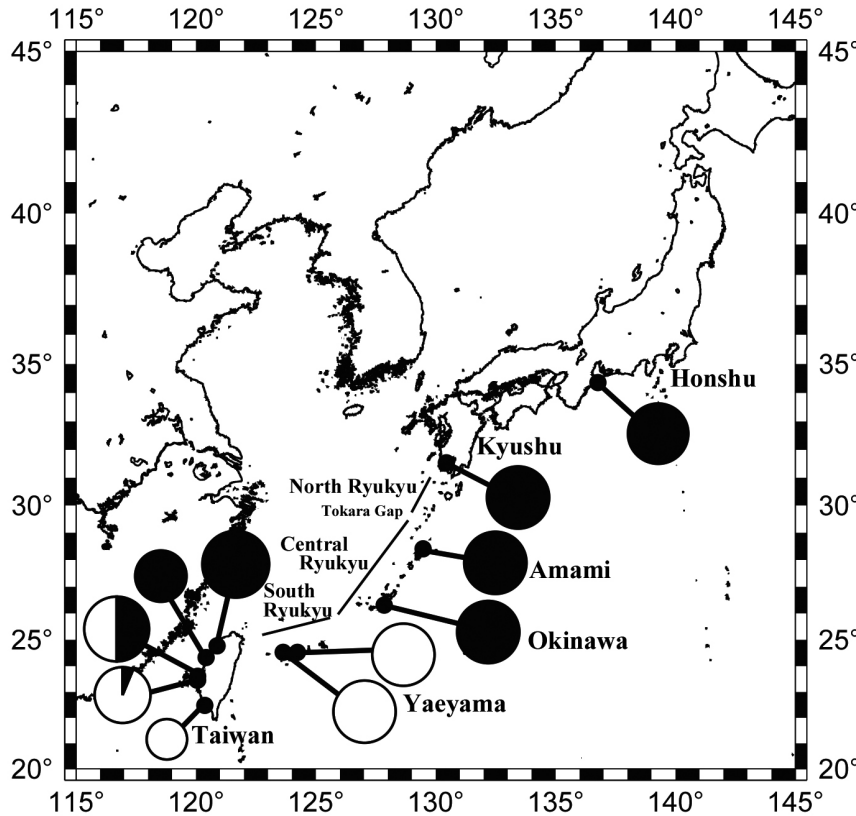 115° 120° 125° 130° 135° 140° 145°
45° 45°
40° 40°
35° 35°
Honshu
Kyushu
North Ryukyu
30° 30°
Tokara Gap
Central
Ryukyu
Amami
South
Ryukyu
Okinawa
25° 25°
Yaeyama
Taiwan
20° 20°
115° 120° 125° 130° 135° 140° 145°